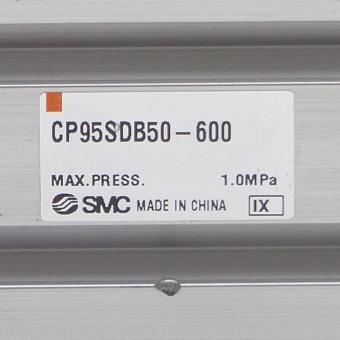 CP95SDB50-600
MAX.PRESS. 1.0MPa
SMC MADE IN CHINA IX